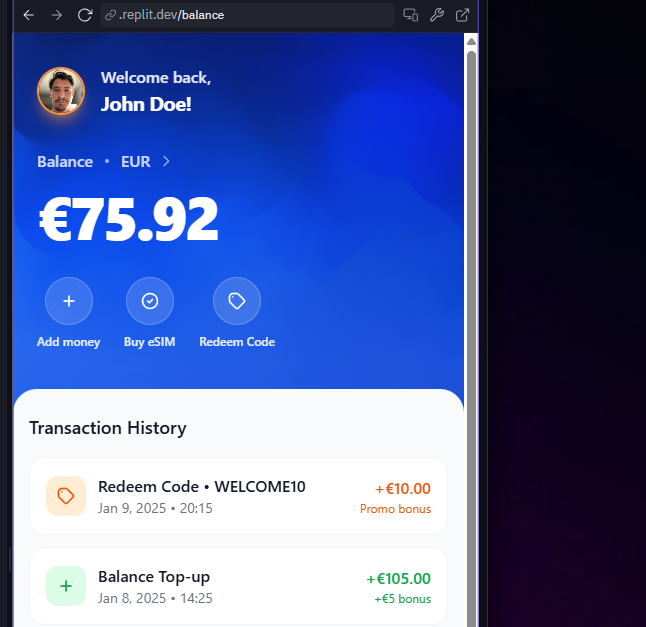 .replit.dev/balance
Welcome back,
John Doe!
Balance • EUR >
€75.92
Add money
Buy eSIM
Redeem Code
Transaction History
Redeem Code • WELCOME10
+€10.00
Jan 9, 2025 • 20:15
Promo bonus
Balance Top-up
+€105.00
Jan 8, 2025 • 14:25
+€5 bonus